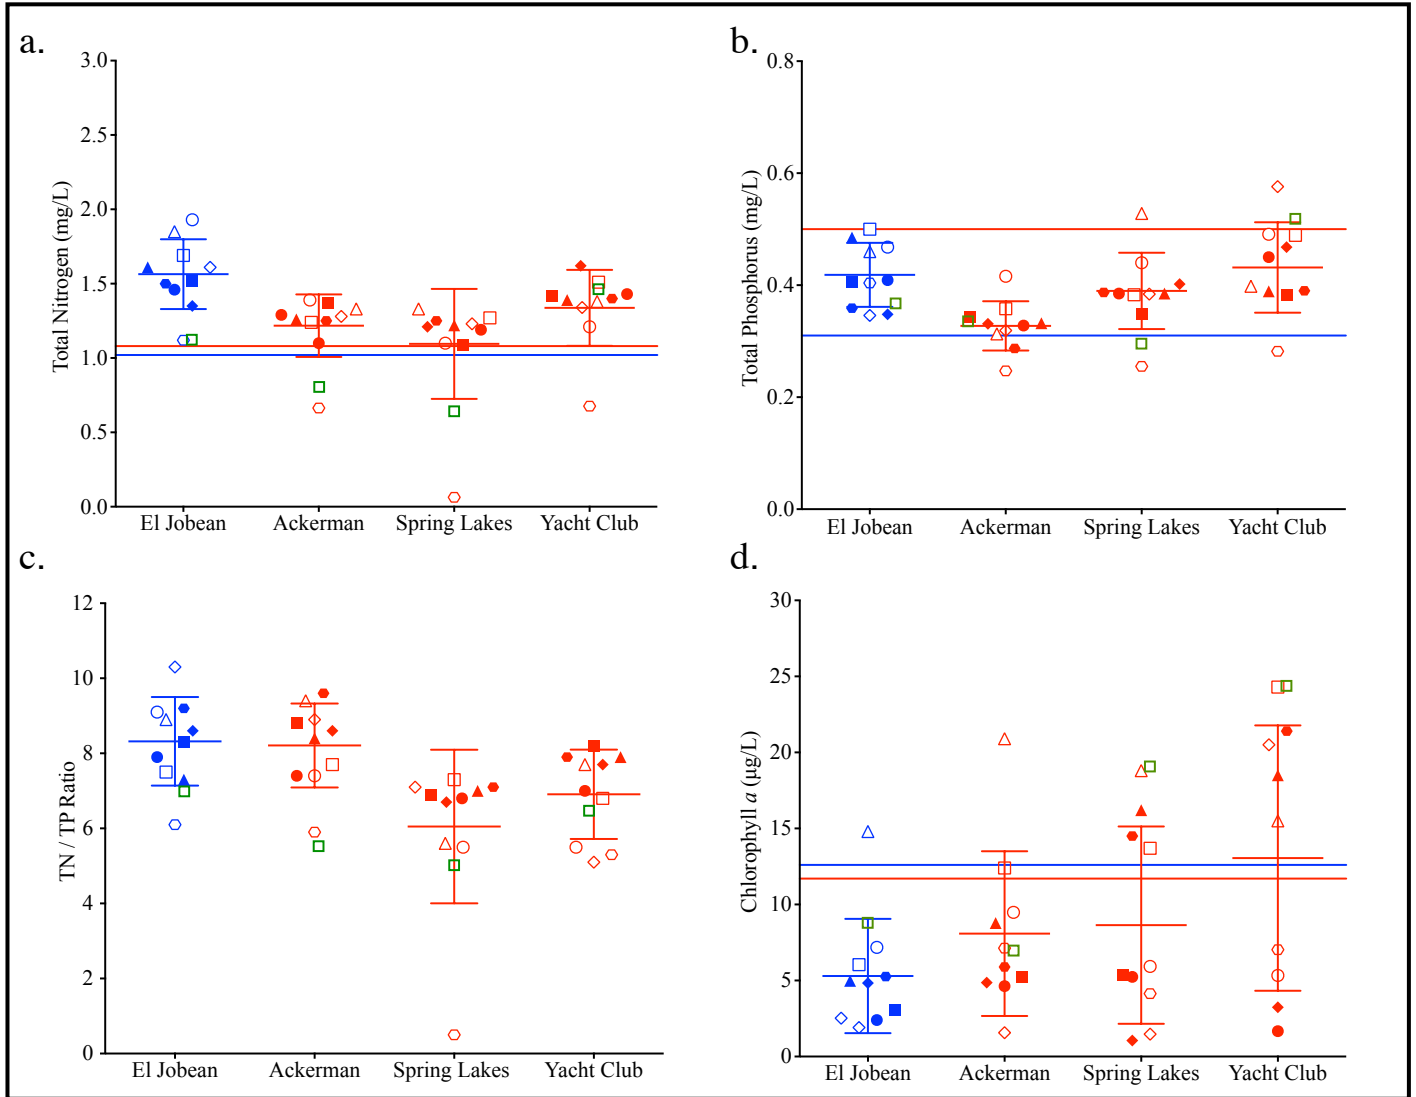 a.
Total Nitrogen (mg/L)
3.0
2.5
2.0
1.5
1.0
0.5
0.0
El Jobean Ackerman Spring Lakes Yacht Club
b.
Total Phosphorus (mg/L)
0.8
0.6
0.4
0.2
0.0
El Jobean Ackerman Spring Lakes Yacht Club
c.
TN / TP Ratio
12
10
8
6
4
2
0
El Jobean Ackerman Spring Lakes Yacht Club
d.
Chlorophyll a (µg/L)
30
25
20
15
10
5
0
El Jobean Ackerman Spring Lakes Yacht Club